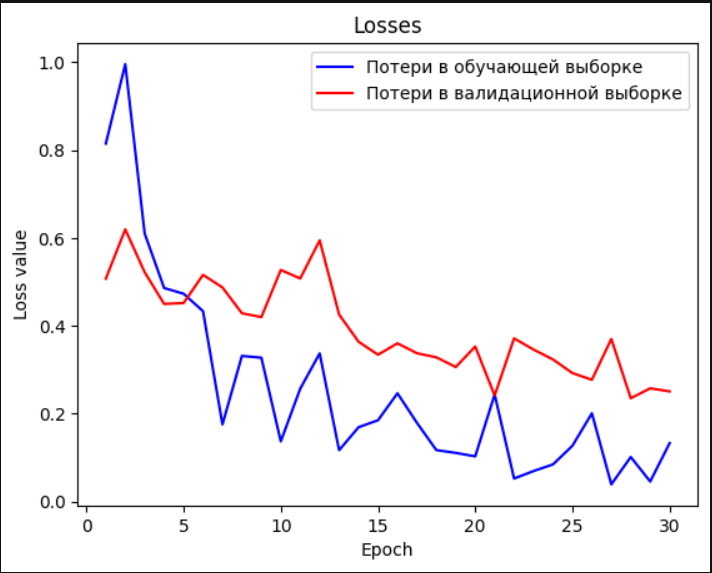 Losses
Потери в обучающей выборке
Потери в валидационной выборке
Loss value
1.0
0.8
0.6
0.4
0.2
0.0
0 5 10 15 20 25 30
Epoch